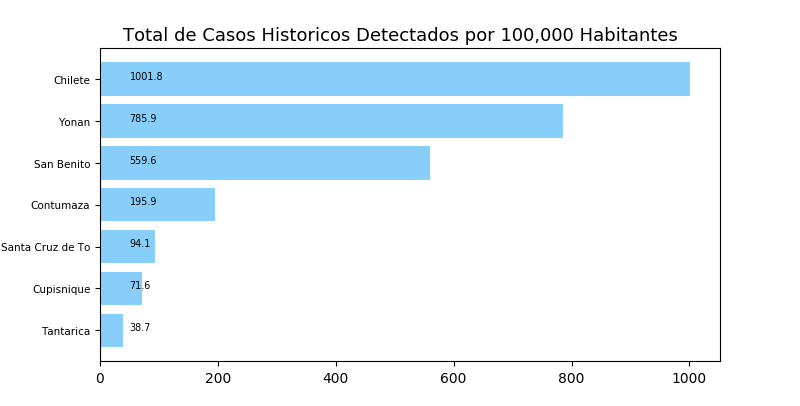 Total de Casos Historicos Detectados por 100,000 Habitantes
Chilete 1001.8
Yonan 785.9
San Benito 559.6
Contumaza 195.9
Santa Cruz de To 94.1
Cupisnique 71.6
Tantarica 38.7
0 200 400 600 800 1000